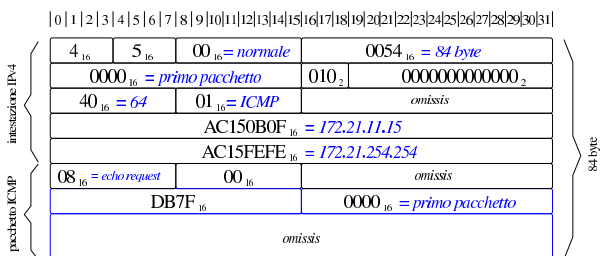 0 1 2 3 4 5 6 7 8 9 10 11 12 13 14 15 16 17 18 19 20 21 22 23 24 25 26 27 28 29 30 31
4 16 5 16 00 16 = normale 0054 16 = 84 byte
0000 16 = primo pacchetto 010 2 0000000000000 2
40 16 = 64 01 16 = ICMP omissis
AC150B0F 16 = 172.21.11.15
AC15FEFE 16 = 172.21.254.254
08 16 = echo request 00 16 omissis
DB7F 16 0000 16 = primo pacchetto
omissis
intestazione IPv4
pacchetto ICMP
84 byte